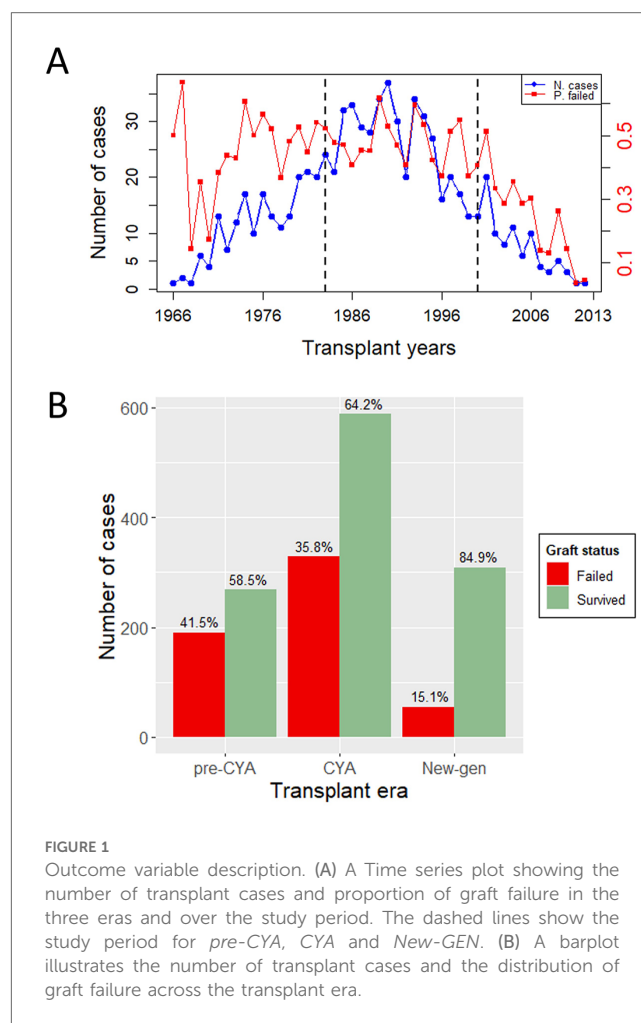 A
N. cases
P. failed
Number of cases
0
5
10
20
30
0.1
0.3
0.5
1966
1976
1986
1996
2006
2013
Transplant years
B
Number of cases
600
400
200
0
41.5%
58.5%
35.8%
64.2%
15.1%
84.9%
Graft status
Failed
Survived
pre-CYA
CYA
New-gen
Transplant era
FIGURE 1
Outcome variable description. (A) A Time series plot showing the
number of transplant cases and proportion of graft failure in the
three eras and over the study period. The dashed lines show the
study period for pre-CYA, CYA and New-GEN. (B) A barplot
illustrates the number of transplant cases and the distribution of
graft failure across the transplant era.